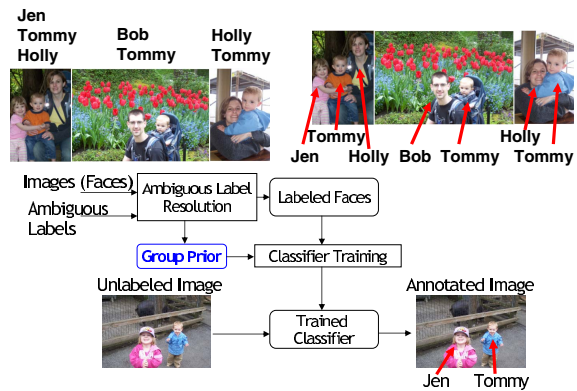 Jen
Tommy
Holly
Bob
Tommy
Holly
Tommy
Tommy
Jen
Holly
Bob
Tommy
Holly
Tommy
Images (Faces)
Ambiguous
Labels
Ambiguous Label
Resolution
Labeled Faces
Group Prior
Classifier Training
Unlabeled Image
Annotated Image
Trained
Classifier
Jen
Tommy